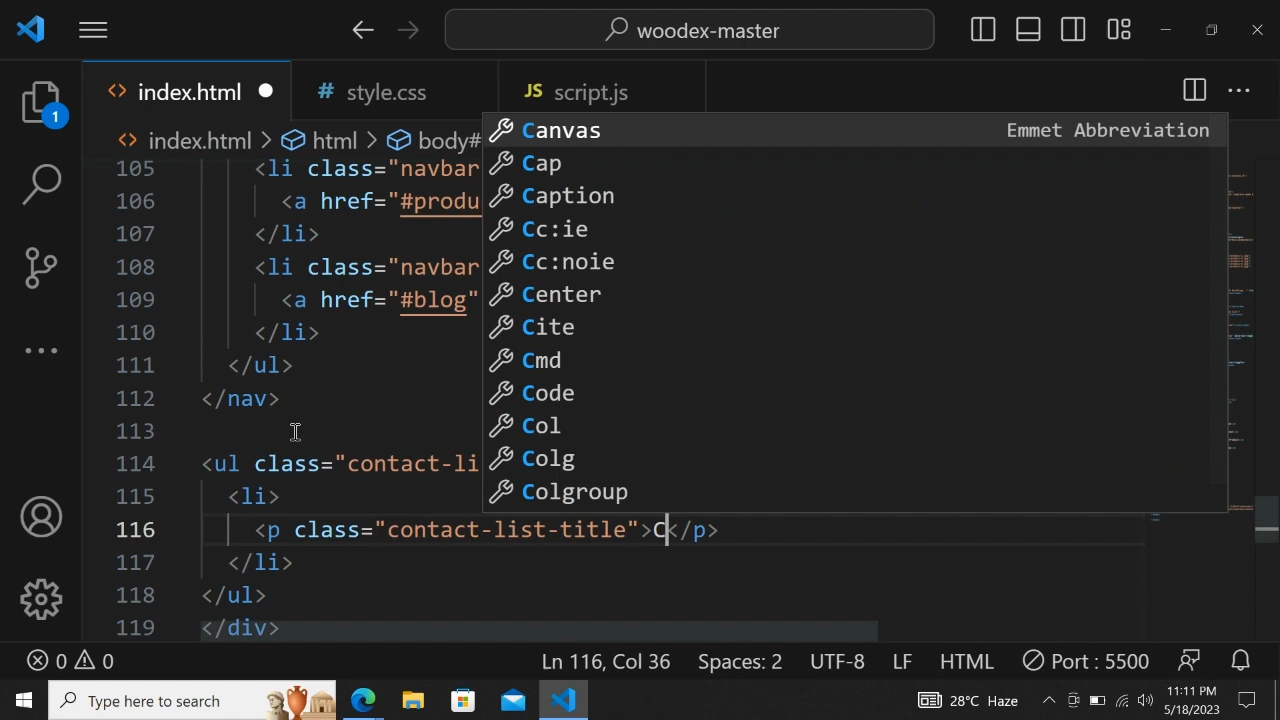 woodex-master
index.html
# style.css
JS script.js
index.html > html > body#
1
105 <li class="navbar
106 <a href="#produ
107 </li>
108 <li class="navbar
109 <a href="#blog"
110 </li>
111 </ul>
112 </nav>
113
114 <ul class="contact-li
115 <li>
116 <p class="contact-list-title">C</p>
117 </li>
118 </ul>
119 </div>
Canvas Emmet Abbreviation
Cap
Caption
Cc:ie
Cc:noie
Center
Cite
Cmd
Code
Col
Colg
Colgroup
0 0 Ln 116, Col 36 Spaces: 2 UTF-8 LF HTML Port : 5500
Type here to search 28°C Haze 11:11 PM
5/18/2023